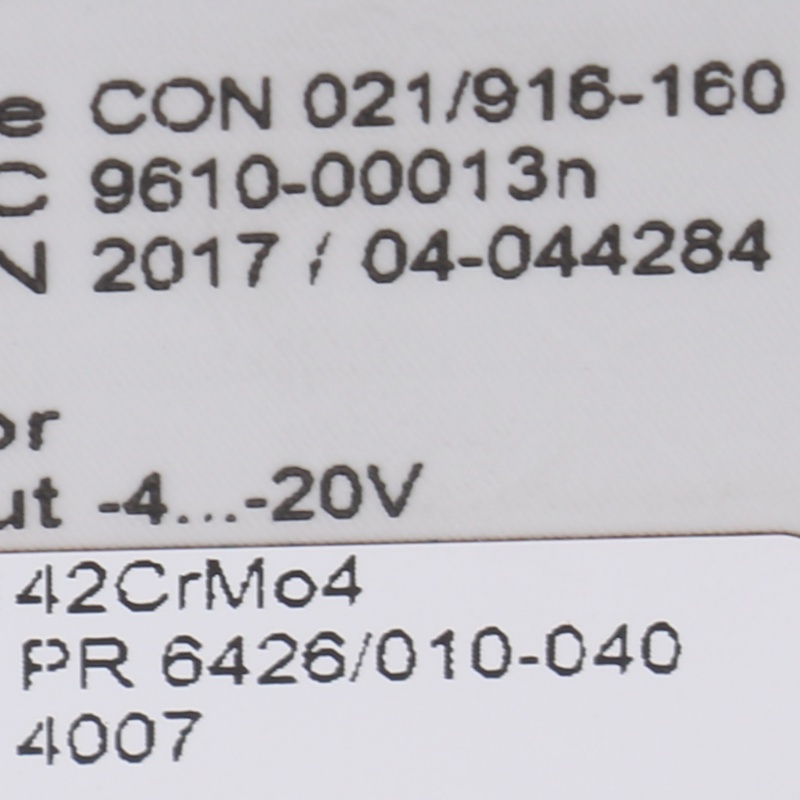 e CON 021/916-160
C 9610-00013n
N 2017 / 04-044284
or
ut -4...-20V
42CrMo4
PR 6426/010-040
4007